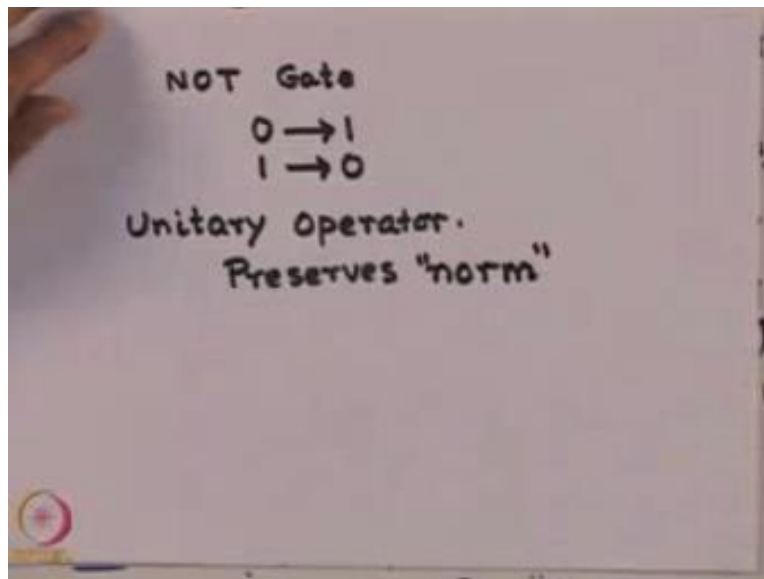 NOT Gate
0 → 1
1 → 0
Unitary Operator.
Preserves "norm"